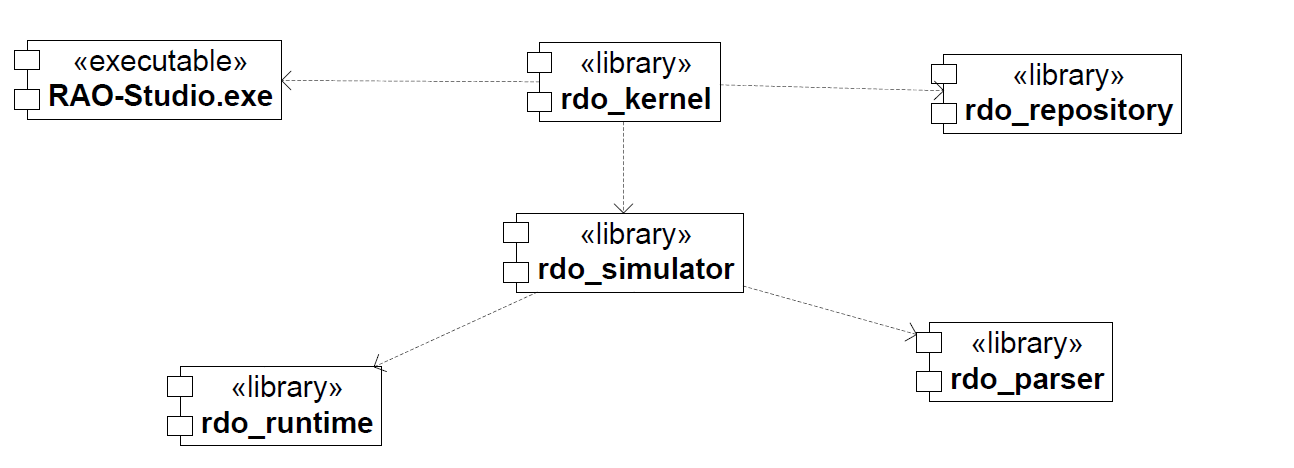 «executable»
RAO-Studio.exe
«library»
rdo_kernel
«library»
rdo_repository
«library»
rdo_simulator
«library»
rdo_runtime
«library»
rdo_parser